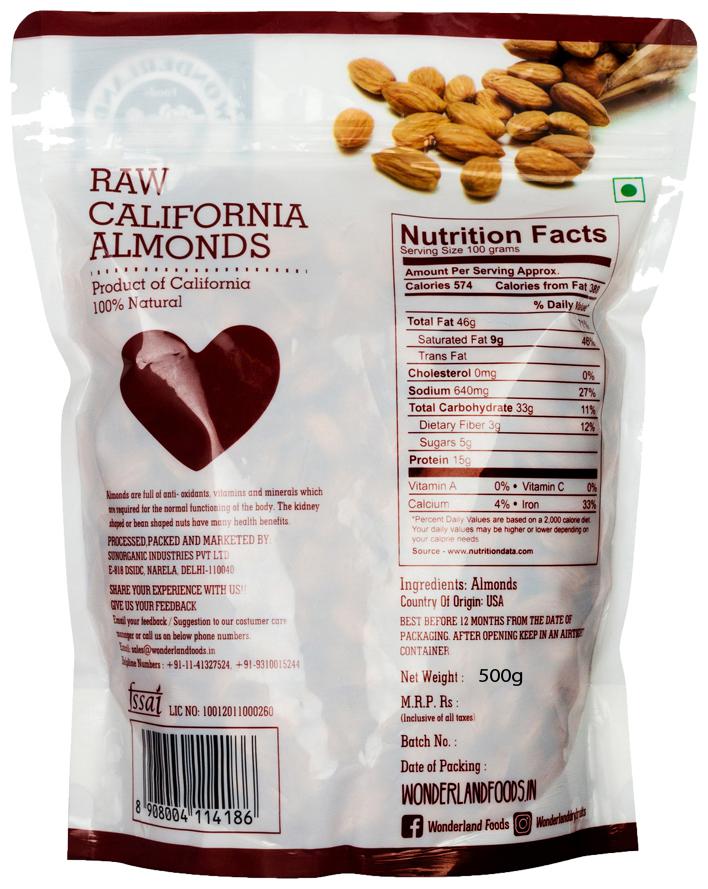 RAW
CALIFORNIA
ALMONDS
Product of California
100% Natural
Almonds are full of anti- oxidants, vitamins and minerals which
are required for the normal functioning of the body. The kidney
shaped or bean shaped nuts have many health benefits.
PROCESSED,PACKED AND MARKETED BY:
SUNORGANIC INDUSTRIES PVT LTD
E-818 DSIDC, NARELA, DELHI-110040
SHARE YOUR EXPERIENCE WITH US!!
GIVE US YOUR FEEDBACK
Email your feedback / Suggestion to our costumer care
manager or call us on below phone numbers.
Email: sales@wonderlandfoods.in
Helpline Numbers : +91-11-41327524, +91-9310015244
fssai LIC NO: 10012011000260
8 908004 114186
Nutrition Facts
Serving Size 100 grams
Amount Per Serving Approx.
Calories 574 Calories from Fat 380
% Daily Value*
Total Fat 46g 71%
Saturated Fat 9g 46%
Trans Fat
Cholesterol 0mg 0%
Sodium 640mg 27%
Total Carbohydrate 33g 11%
Dietary Fiber 3g 12%
Sugars 5g
Protein 15g
Vitamin A 0% • Vitamin C 0%
Calcium 4% • Iron 33%
*Percent Daily Values are based on a 2,000 calorie diet.
Your daily values may be higher or lower depending on
your calorie needs
Source - www.nutritiondata.com
Ingredients: Almonds
Country Of Origin: USA
BEST BEFORE 12 MONTHS FROM THE DATE OF
PACKAGING. AFTER OPENING KEEP IN AN AIRTIGHT
CONTAINER
Net Weight : 500g
M.R.P. Rs :
(Inclusive of all taxes)
Batch No. :
Date of Packing :
WONDERLANDFOODS.IN
Wonderland Foods